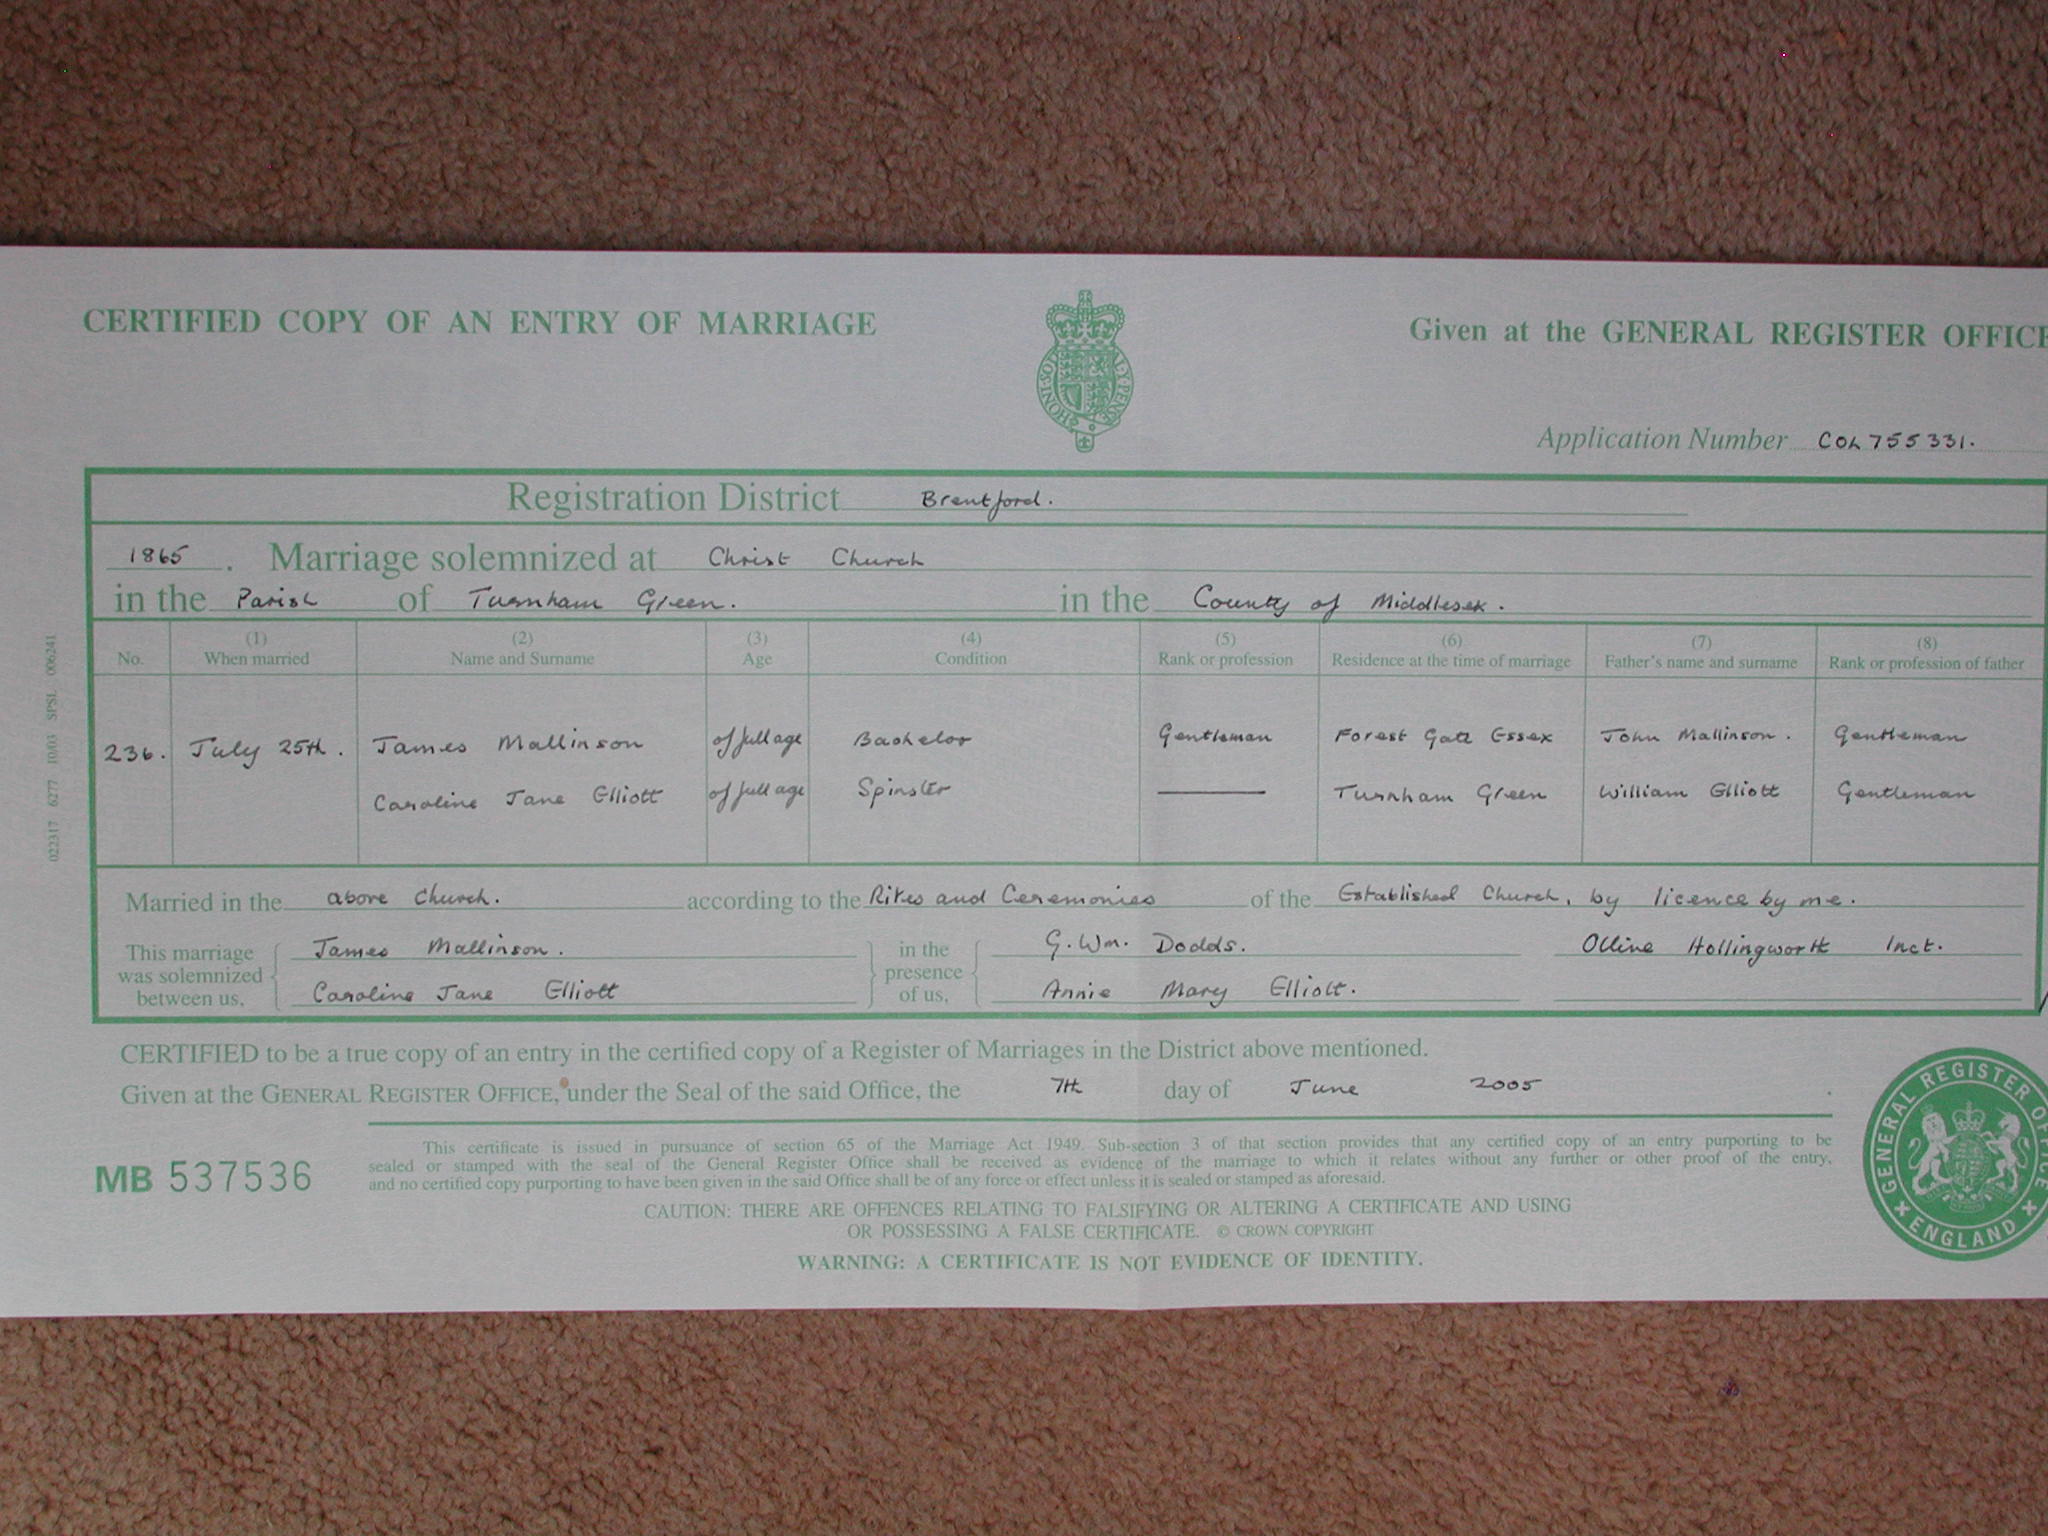 CERTIFIED COPY OF AN ENTRY OF MARRIAGE
HONI·SOIT Y·PENSE
Given at the GENERAL REGISTER OFFICE
Application Number COL 755331.
Registration District Brentford.
1865. Marriage solemnized at Christ Church
in the Parish of Turnham Green. in the County of Middlesex.
No. (1) When married (2) Name and Surname (3) Age (4) Condition (5) Rank or profession (6) Residence at the time of marriage (7) Father's name and surname (8) Rank or profession of father
236. July 25th. James Mallinson of full age Bachelor Gentleman Forest Gate Essex John Mallinson. Gentleman
Caroline Jane Elliott of full age Spinster — Turnham Green William Elliott Gentleman
Married in the above Church. according to the Rites and Ceremonies of the Established Church, by licence by me.
This marriage was solemnized between us, James Mallinson. in the presence of us, G. Wm. Dodds. Hollingworth Inct.
Caroline Jane Elliott Annie Mary Elliott.
CERTIFIED to be a true copy of an entry in the certified copy of a Register of Marriages in the District above mentioned.
Given at the GENERAL REGISTER OFFICE, under the Seal of the said Office, the 7th day of June 2005
MB 537536
This certificate is issued in pursuance of section 65 of the Marriage Act 1949. Sub-section 3 of that section provides that any certified copy of an entry purporting to be
sealed or stamped with the seal of the General Register Office shall be received as evidence of the marriage to which it relates without any further or other proof of the entry,
and no certified copy purporting to have been given in the said Office shall be of any force or effect unless it is sealed or stamped as aforesaid.
CAUTION: THERE ARE OFFENCES RELATING TO FALSIFYING OR ALTERING A CERTIFICATE AND USING
OR POSSESSING A FALSE CERTIFICATE. © CROWN COPYRIGHT
WARNING: A CERTIFICATE IS NOT EVIDENCE OF IDENTITY.
GENERAL REGISTER OFFICE
ENGLAND
022317 6277 10/03 SPSL 006241